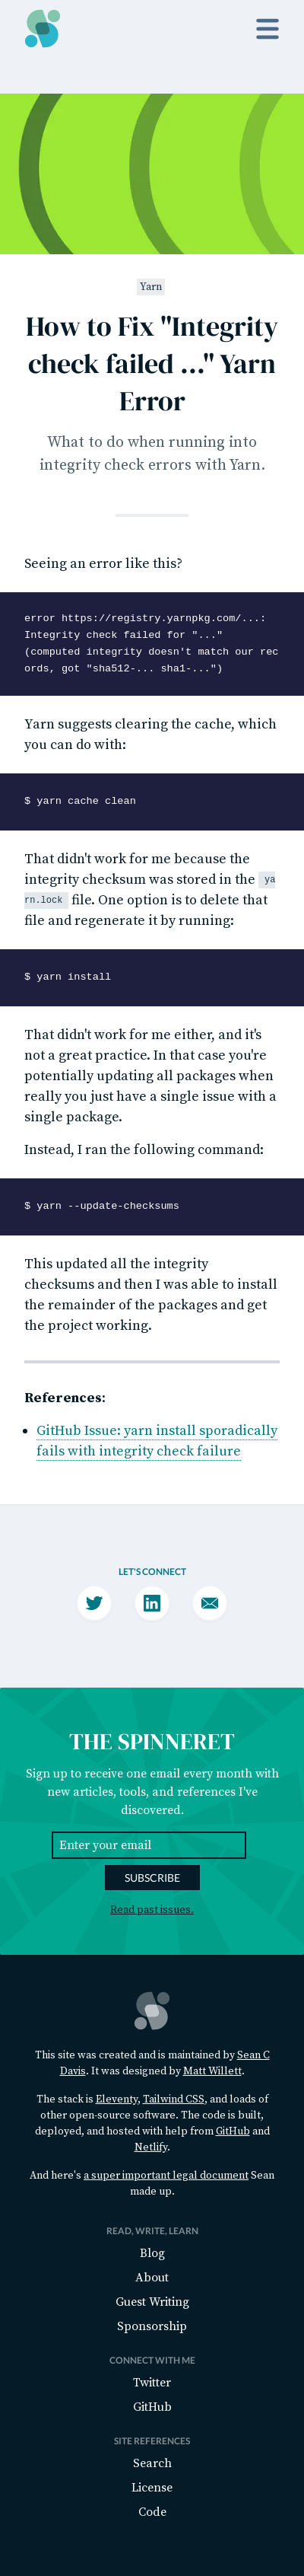 Yarn
How to Fix "Integrity
check failed ..." Yarn
Error
What to do when running into
integrity check errors with Yarn.
Seeing an error like this?
error https://registry.yarnpkg.com/...:
Integrity check failed for "..."
(computed integrity doesn't match our rec
ords, got "sha512-... sha1-...")
Yarn suggests clearing the cache, which
you can do with:
$ yarn cache clean
That didn't work for me because the
integrity checksum was stored in the ya
rn.lock file. One option is to delete that
file and regenerate it by running:
$ yarn install
That didn't work for me either, and it's
not a great practice. In that case you're
potentially updating all packages when
really you just have a single issue with a
single package.
Instead, I ran the following command:
$ yarn --update-checksums
This updated all the integrity
checksums and then I was able to install
the remainder of the packages and get
the project working.
References:
GitHub Issue: yarn install sporadically
fails with integrity check failure
LET'S CONNECT
THE SPINNERET
Sign up to receive one email every month with
new articles, tools, and references I've
discovered.
Enter your email
SUBSCRIBE
Read past issues.
This site was created and is maintained by Sean C
Davis. It was designed by Matt Willett.
The stack is Eleventy, Tailwind CSS, and loads of
other open-source software. The code is built,
deployed, and hosted with help from GitHub and
Netlify.
And here's a super important legal document Sean
made up.
READ, WRITE, LEARN
Blog
About
Guest Writing
Sponsorship
CONNECT WITH ME
Twitter
GitHub
SITE REFERENCES
Search
License
Code